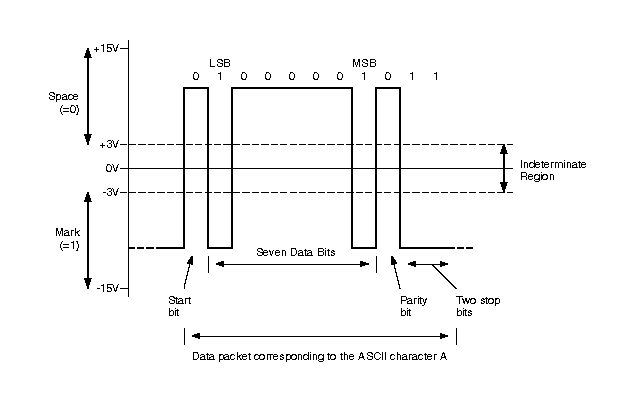 +15V
LSB MSB
0 1 0 0 0 0 0 1 0 1 1
Space
(=0)
+3V
0V
Indeterminate
Region
-3V
Mark
(=1)
Seven Data Bits
-15V
Start
bit
Parity
bit
Two stop
bits
Data packet corresponding to the ASCII character A